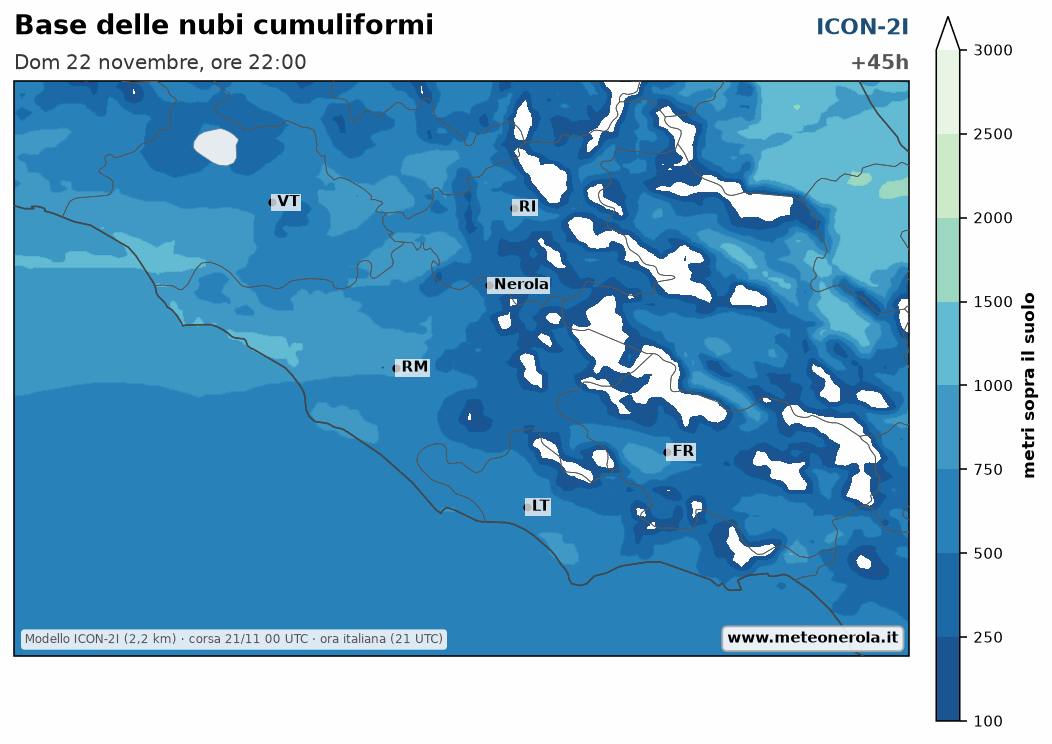 Base delle nubi cumuliformi
ICON-2I
Dom 22 novembre, ore 22:00
+45h
3000
2500
2000
1500
1000
750
500
250
100
metri sopra il suolo
VT
RI
Nerola
RM
FR
LT
Modello ICON-2I (2,2 km) · corsa 21/11 00 UTC · ora italiana (21 UTC)
www.meteonerola.it